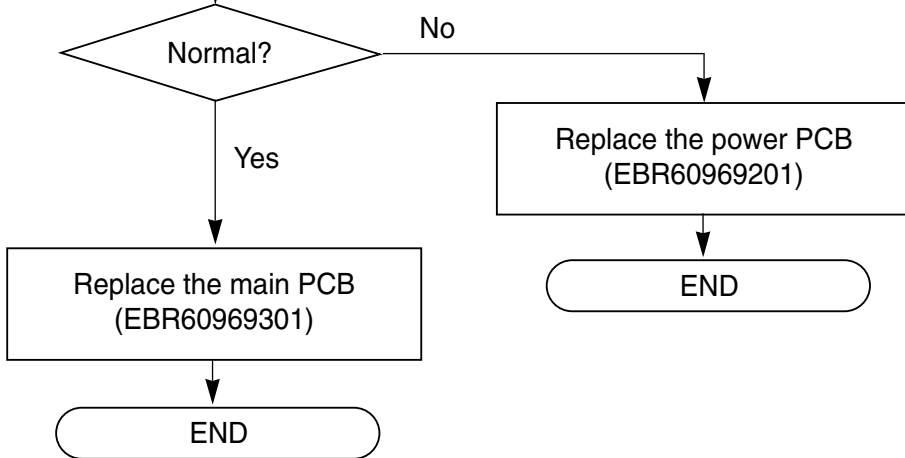 Normal?
No
Yes
Replace the power PCB
(EBR60969201)
END
Replace the main PCB
(EBR60969301)
END